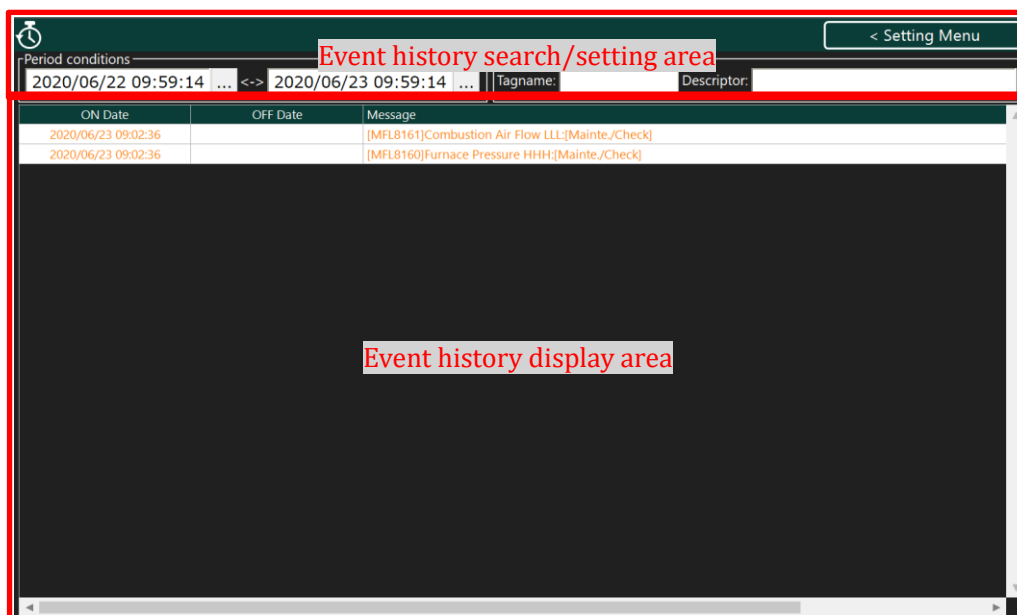 < Setting Menu
Event history search/setting area
Period conditions
2020/06/22 09:59:14 ... <-> 2020/06/23 09:59:14 ... Tagname: Descriptor:
ON Date OFF Date Message
2020/06/23 09:02:36 [MFL8161]Combustion Air Flow LLL:[Mainte./Check]
2020/06/23 09:02:36 [MFL8160]Furnace Pressure HHH:[Mainte./Check]
Event history display area